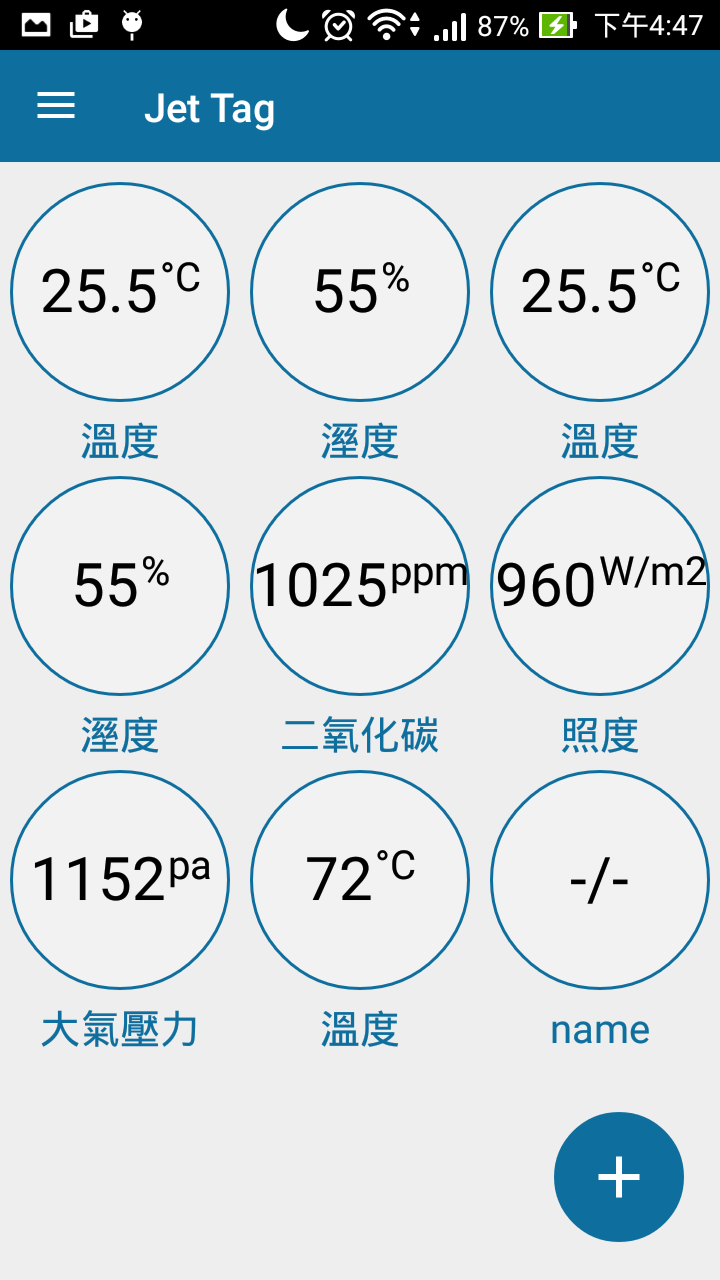 87% 下午4:47
Jet Tag
25.5°C 55% 25.5°C
溫度 溼度 溫度
55% 1025ppm 960W/m2
溼度 二氧化碳 照度
1152pa 72°C -/-
大氣壓力 溫度 name
+